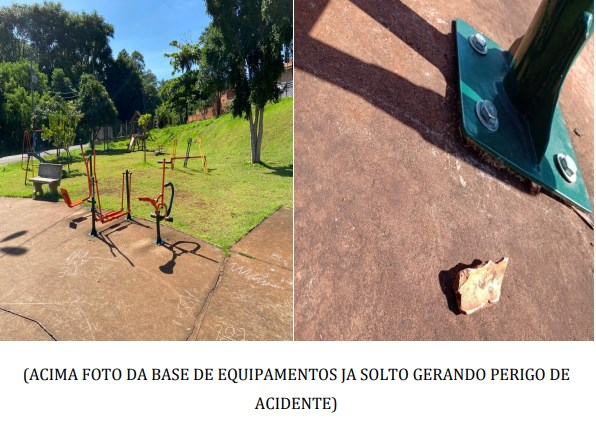 (ACIMA FOTO DA BASE DE EQUIPAMENTOS JA SOLTO GERANDO PERIGO DE
ACIDENTE)